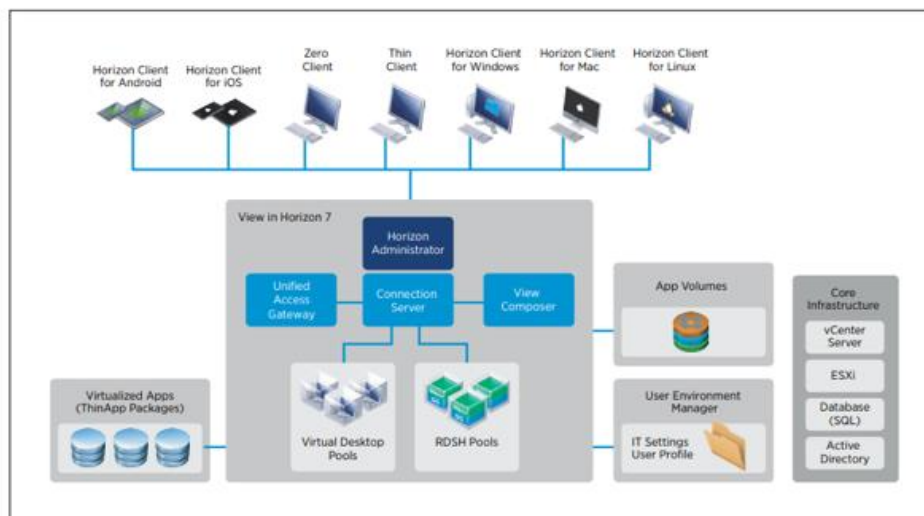 Horizon Client
for Android
Horizon Client
for iOS
Zero
Client
Thin
Client
Horizon Client
for Windows
Horizon Client
for Mac
Horizon Client
for Linux
View in Horizon 7
Horizon
Administrator
Unified
Access
Gateway
Connection
Server
View
Composer
Virtual Desktop
Pools
RDSH Pools
Virtualized Apps
(ThinApp Packages)
App Volumes
User Environment
Manager
IT Settings
User Profile
Core
Infrastructure
vCenter
Server
ESXi
Database
(SQL)
Active
Directory